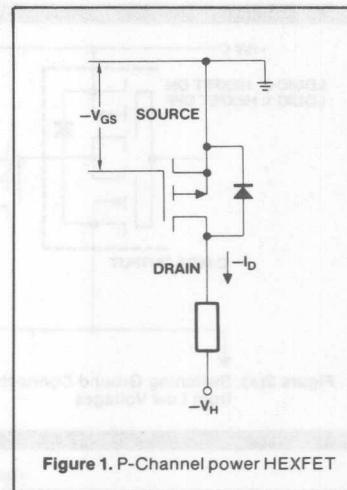 –V_GS
SOURCE
DRAIN
–I_D
–V_H
Figure 1. P-Channel power HEXFET